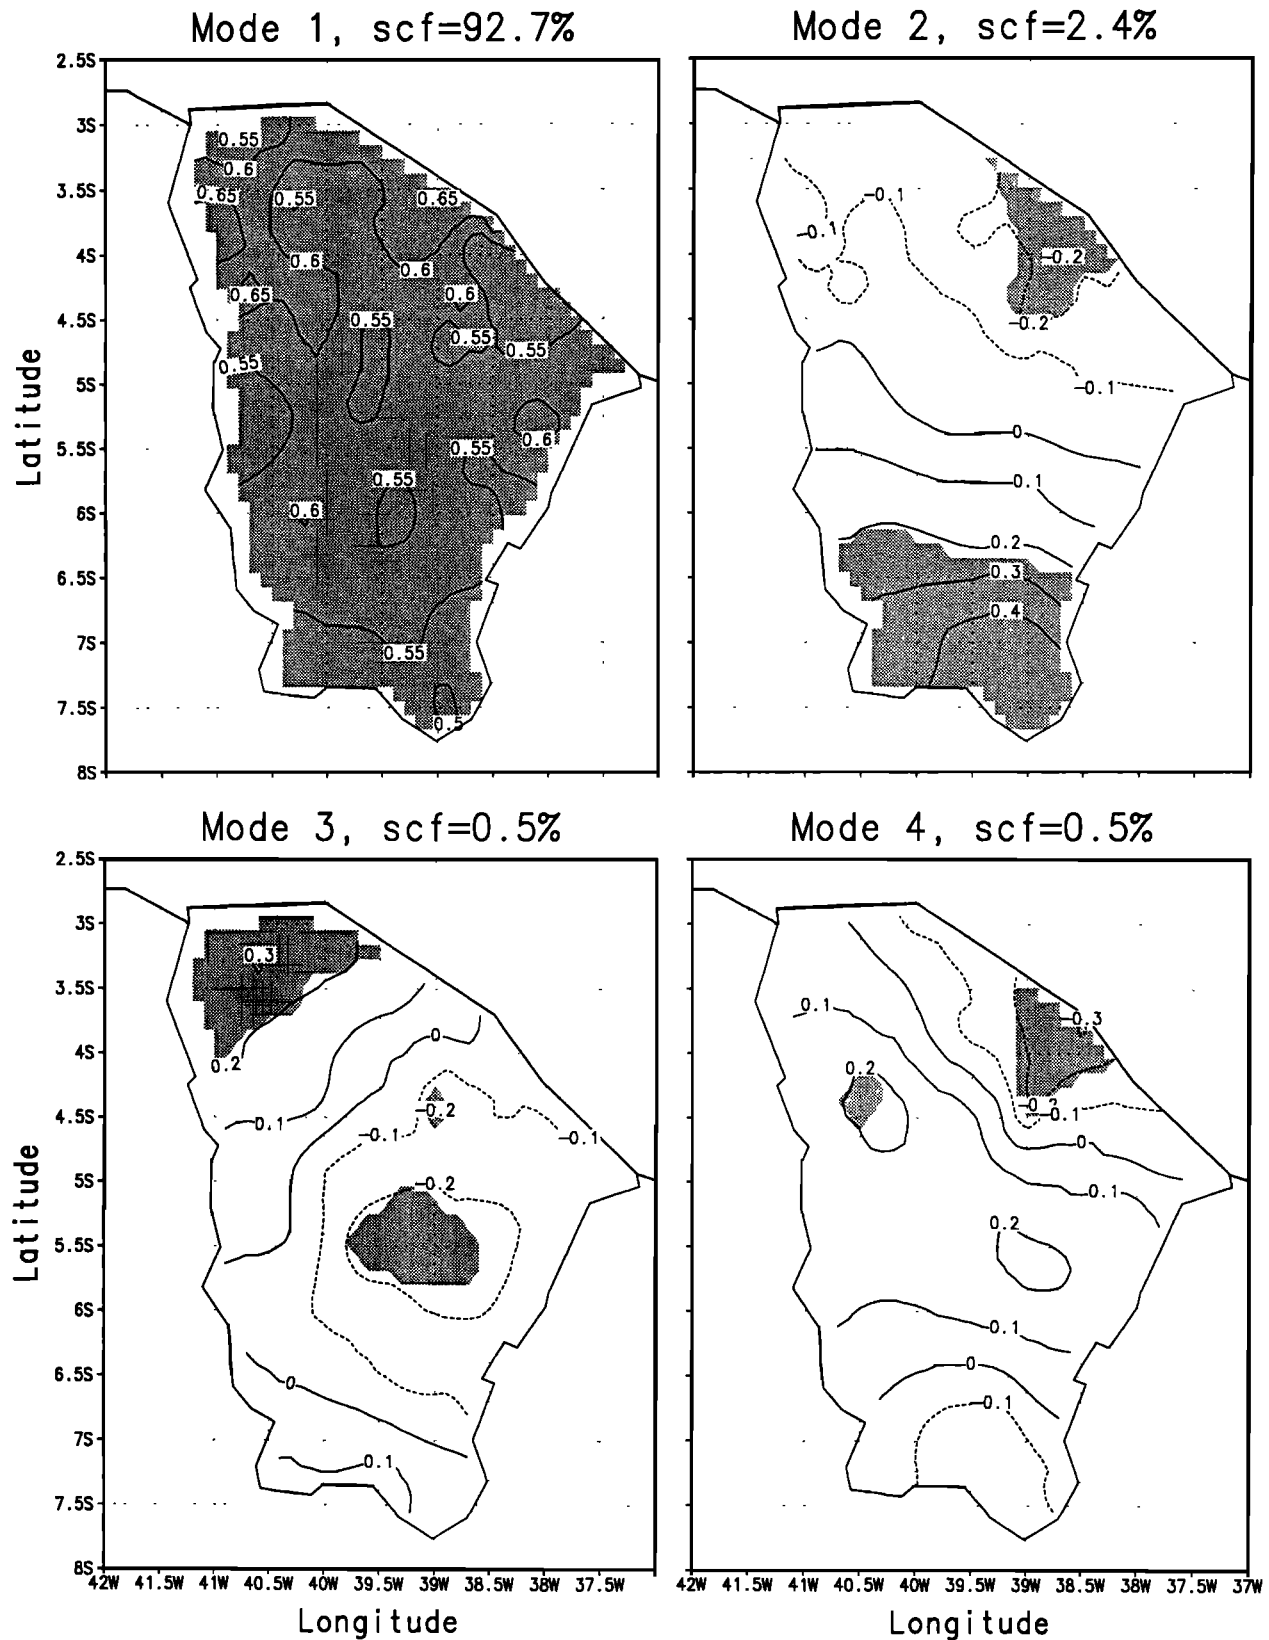 Mode 1, scf=92.7%
Mode 2, scf=2.4%
2.5S
3S
3.5S
4S
4.5S
5S
5.5S
6S
6.5S
7S
7.5S
8S
Latitude
0.55
0.6
0.65
0.55
0.65
0.6
0.6
0.65
0.6
0.55
0.55
0.55
0.55
0.6
0.55
0.55
0.6
0.55
0.5
-0.1
-0.1
-0.2
-0.2
-0.1
0
0.1
0.2
0.3
0.4
Mode 3, scf=0.5%
Mode 4, scf=0.5%
2.5S
3S
3.5S
4S
4.5S
5S
5.5S
6S
6.5S
7S
7.5S
8S
Latitude
0.3
0.2
0
0.1
-0.2
-0.1
-0.1
-0.2
0
0.1
0.1
-0.3
0.2
-0.1
0
0.1
0.2
0.1
0
-0.1
42W 41.5W 41W 40.5W 40W 39.5W 39W 38.5W 38W 37.5W
42W 41.5W 41W 40.5W 40W 39.5W 39W 38.5W 38W 37.5W 37W
Longitude
Longitude